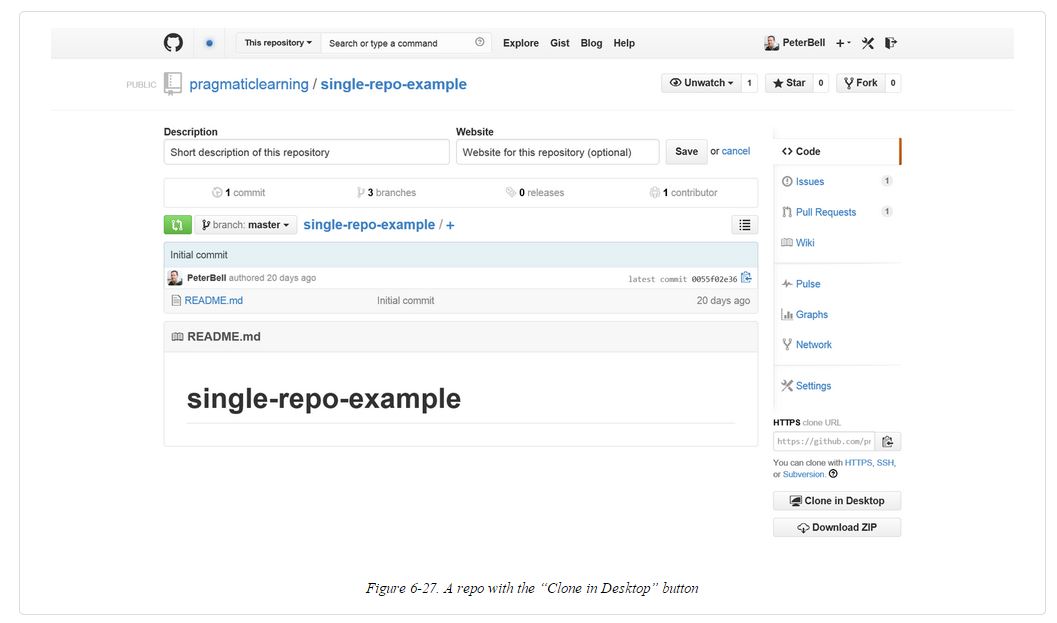 This repository Search or type a command Explore Gist Blog Help PeterBell +
PUBLIC pragmaticlearning / single-repo-example Unwatch 1 Star 0 Fork 0
Description Website
Short description of this repository Website for this repository (optional) Save or cancel
1 commit 3 branches 0 releases 1 contributor
branch: master single-repo-example / +
Initial commit
PeterBell authored 20 days ago latest commit 0055f02e36
README.md Initial commit 20 days ago
README.md
single-repo-example
Code
Issues 1
Pull Requests 1
Wiki
Pulse
Graphs
Network
Settings
HTTPS clone URL
https://github.com/pr
You can clone with HTTPS, SSH,
or Subversion.
Clone in Desktop
Download ZIP
Figure 6-27. A repo with the “Clone in Desktop” button